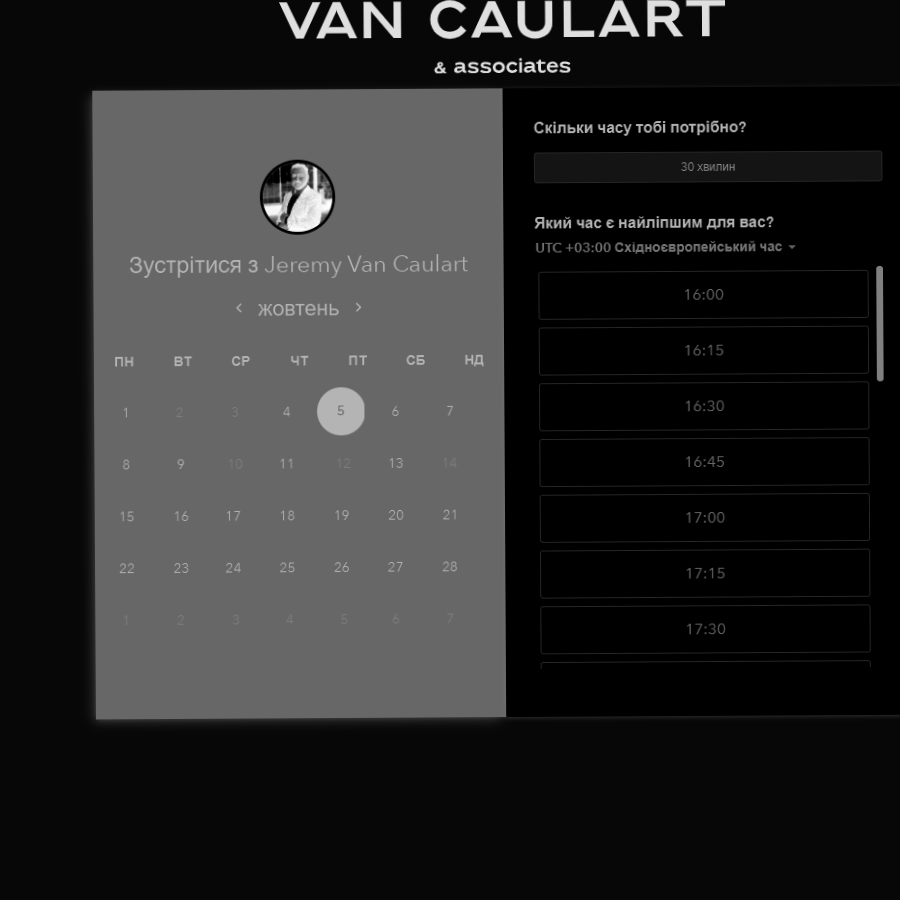 VAN CAULART
& associates
Зустрітися з Jeremy Van Caulart
жовтень
ПН ВТ СР ЧТ ПТ СБ НД
1 2 3 4 5 6 7
8 9 10 11 12 13 14
15 16 17 18 19 20 21
22 23 24 25 26 27 28
1 2 3 4 5 6 7
Скільки часу тобі потрібно?
30 хвилин
Який час є найліпшим для вас?
UTC +03:00 Східноєвропейський час
16:00
16:15
16:30
16:45
17:00
17:15
17:30